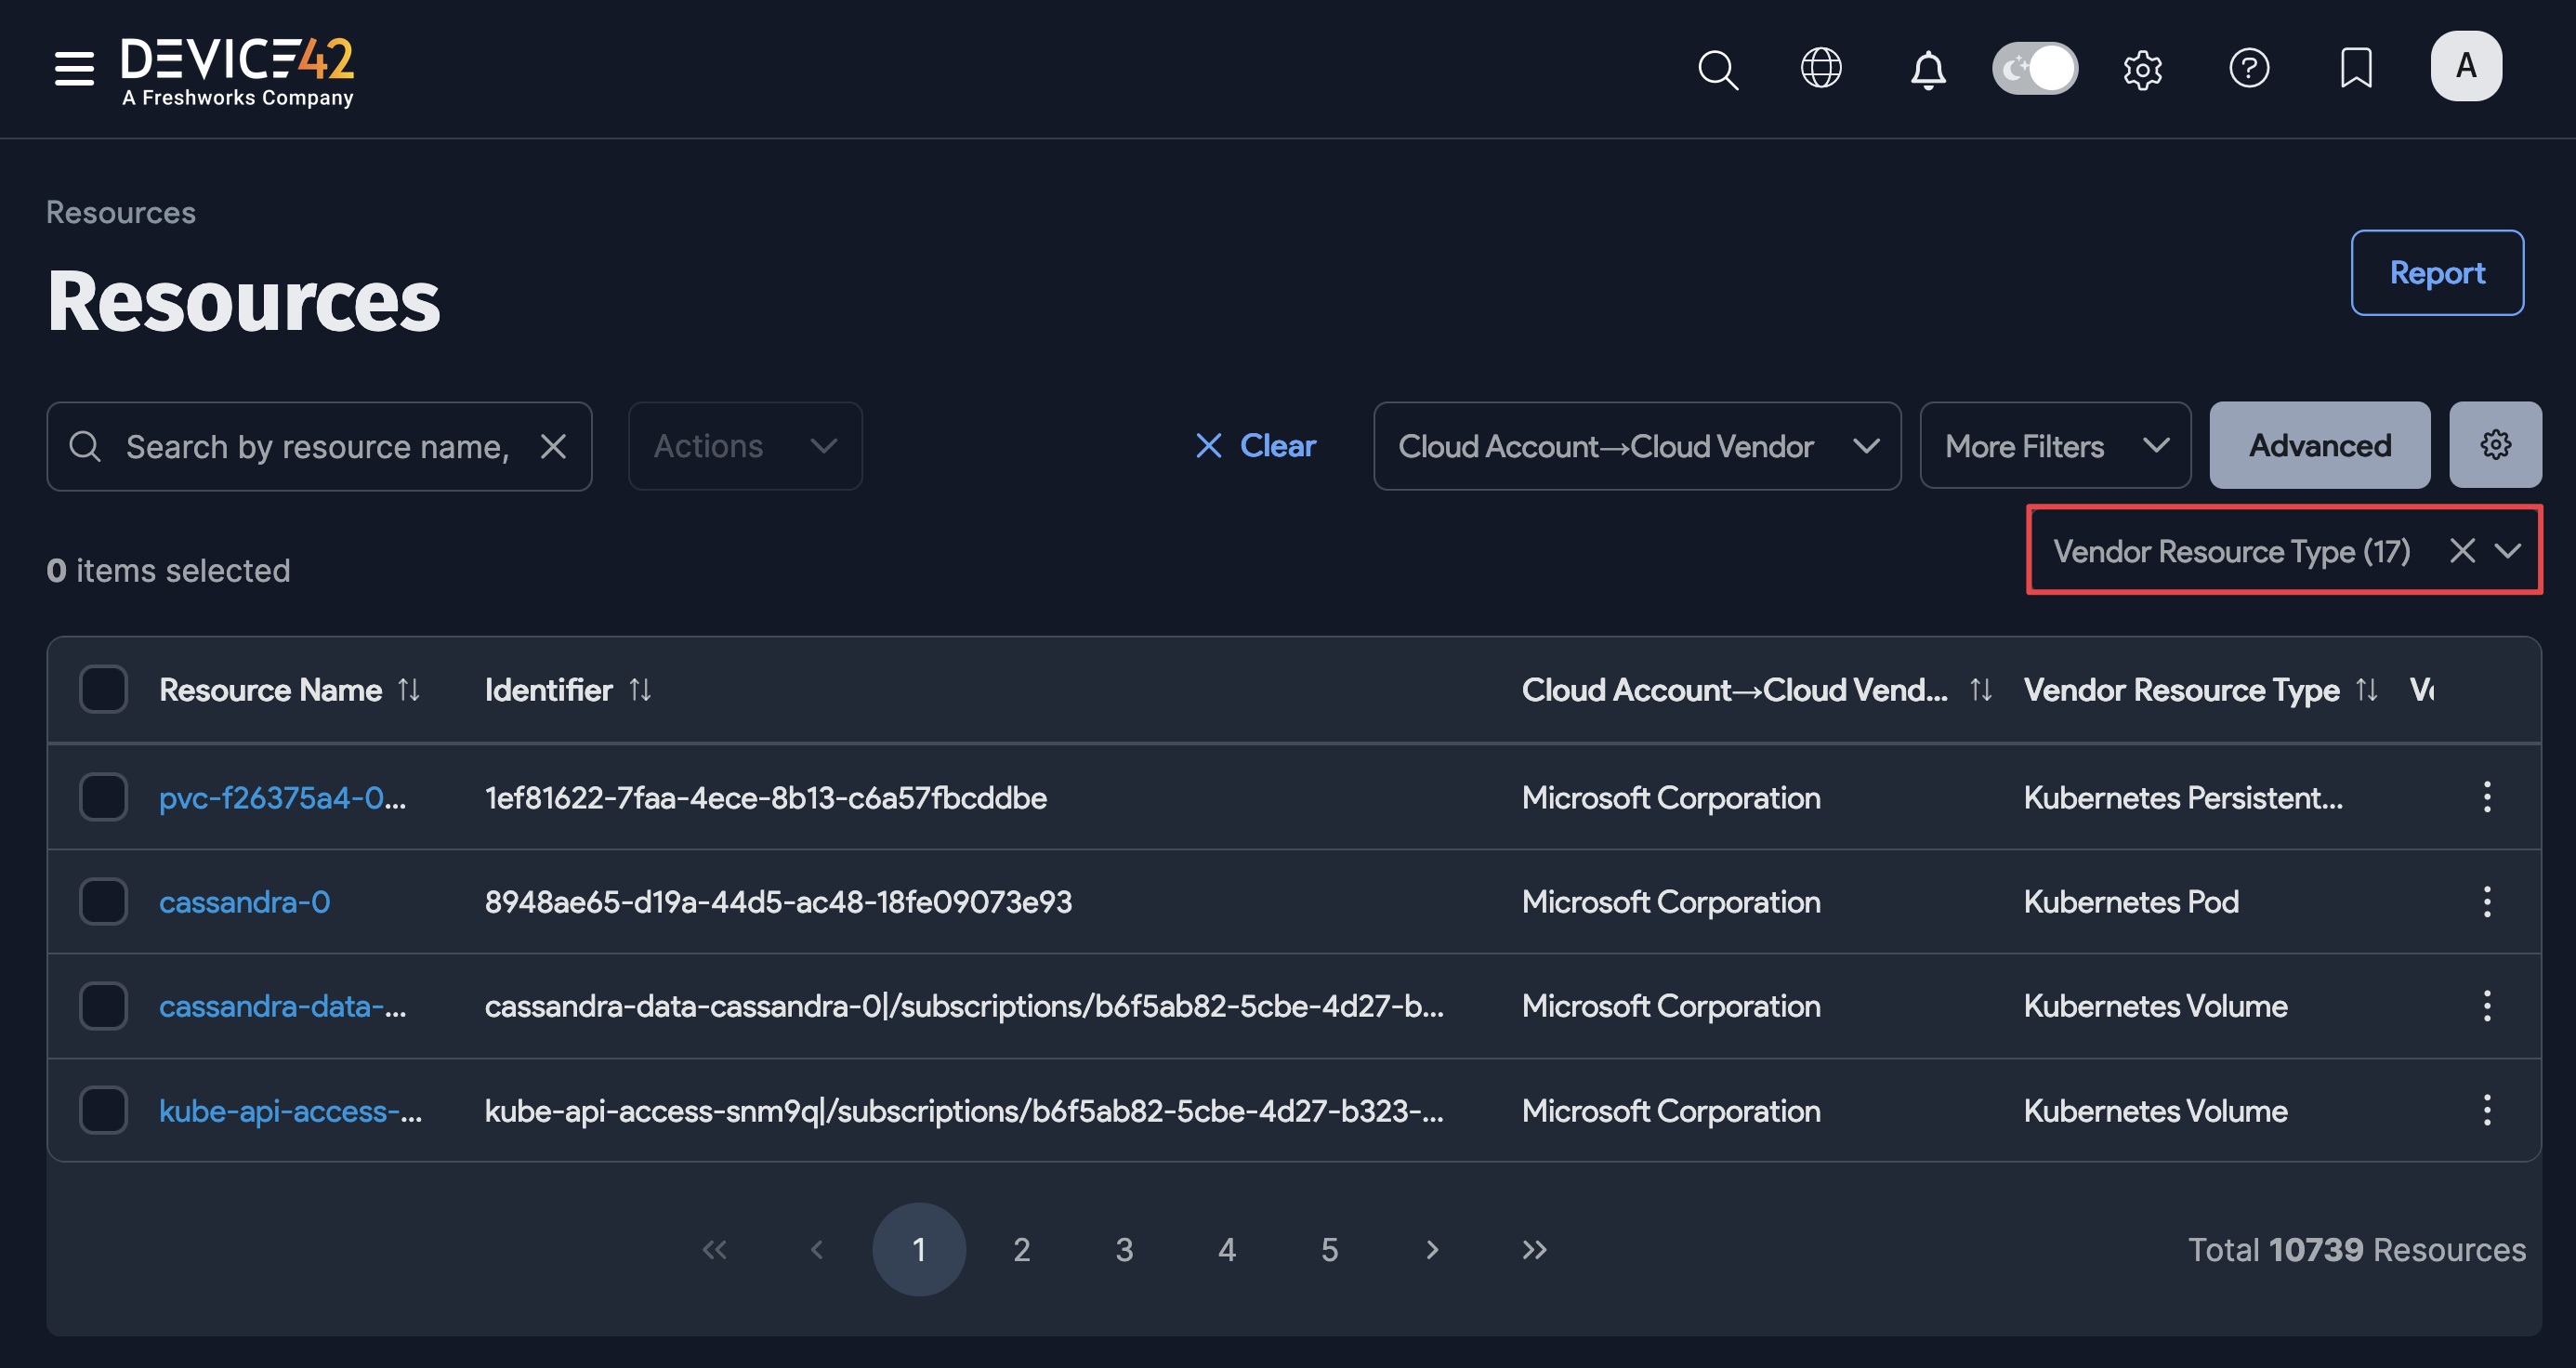 DEVICE42
A Freshworks Company
A
Resources
Resources
Report
Search by resource name,
Actions
Clear
Cloud Account→Cloud Vendor
More Filters
Advanced
0 items selected
Vendor Resource Type (17)
Resource Name
Identifier
Cloud Account→Cloud Vend...
Vendor Resource Type
pvc-f26375a4-0...
1ef81622-7faa-4ece-8b13-c6a57fbcddbe
Microsoft Corporation
Kubernetes Persistent...
cassandra-0
8948ae65-d19a-44d5-ac48-18fe09073e93
Microsoft Corporation
Kubernetes Pod
cassandra-data-...
cassandra-data-cassandra-0|/subscriptions/b6f5ab82-5cbe-4d27-b...
Microsoft Corporation
Kubernetes Volume
kube-api-access-...
kube-api-access-snm9q|/subscriptions/b6f5ab82-5cbe-4d27-b323-...
Microsoft Corporation
Kubernetes Volume
1 2 3 4 5
Total 10739 Resources